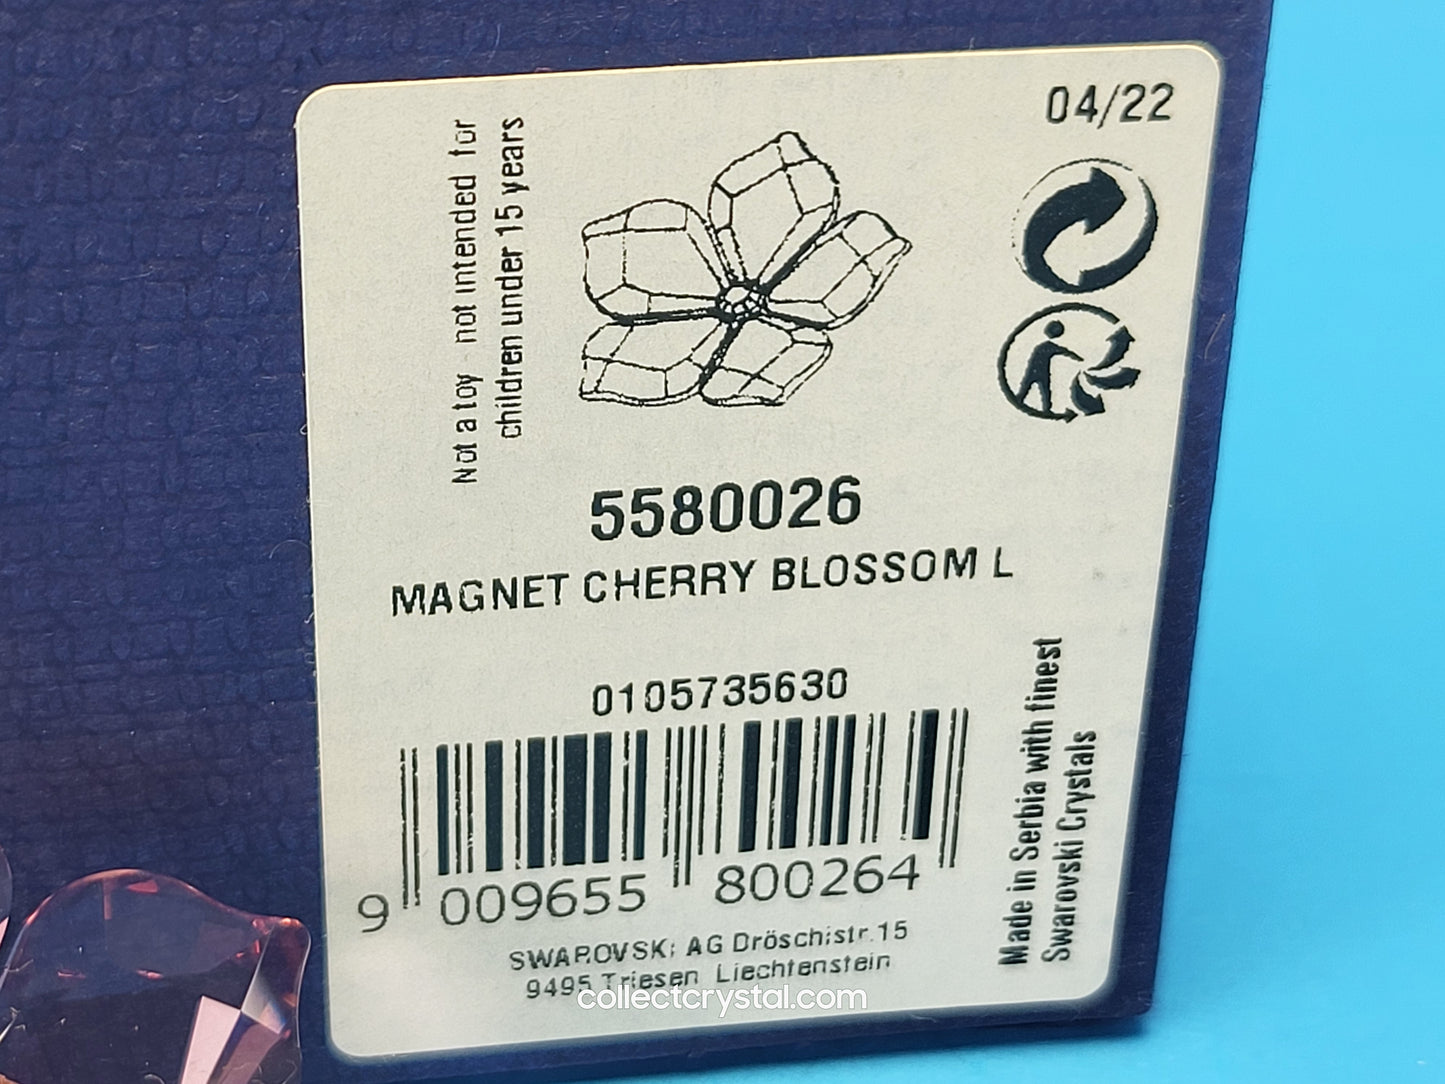 04/22
Not a toy not intended for
children under 15 years
5580026
MAGNET CHERRY BLOSSOM L
0105735630
9 009655 800264
SWAROVSKI AG Dröschistr.15
9495 Triesen Liechtenstein
Made in Serbia with finest
Swarovski Crystals
collectcrystal.com